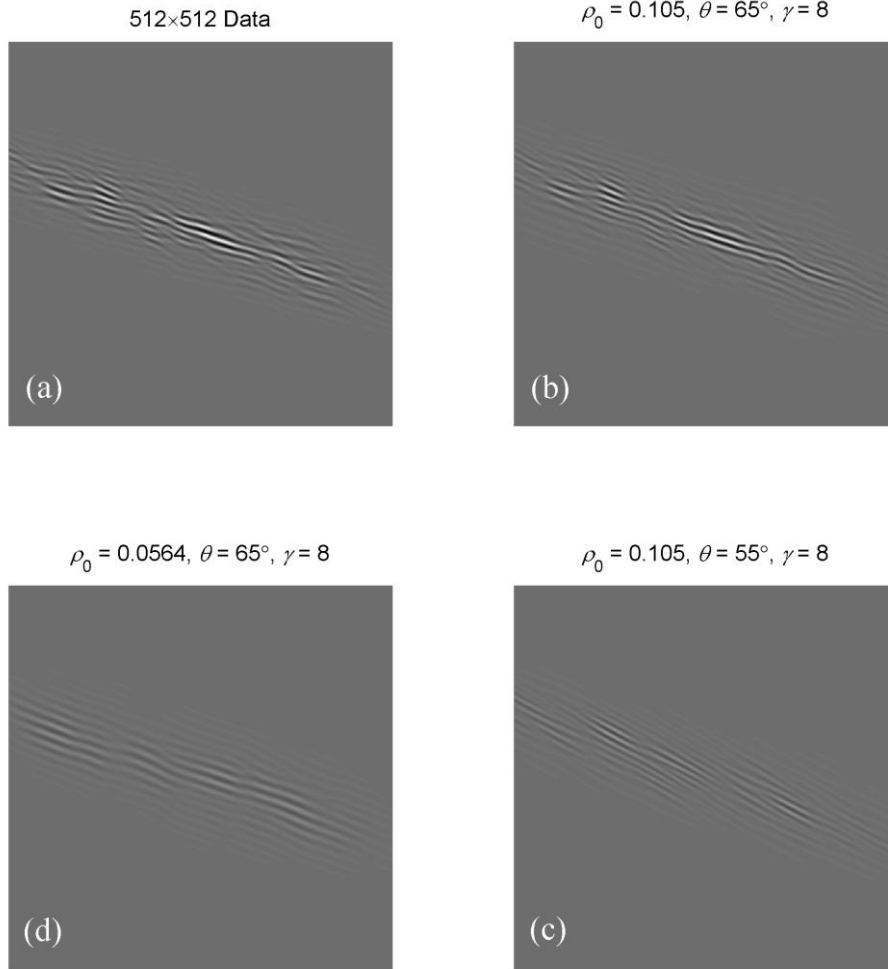 512×512 Data
ρ0 = 0.105, θ = 65°, γ = 8
(a)
(b)
ρ0 = 0.0564, θ = 65°, γ = 8
ρ0 = 0.105, θ = 55°, γ = 8
(d)
(c)